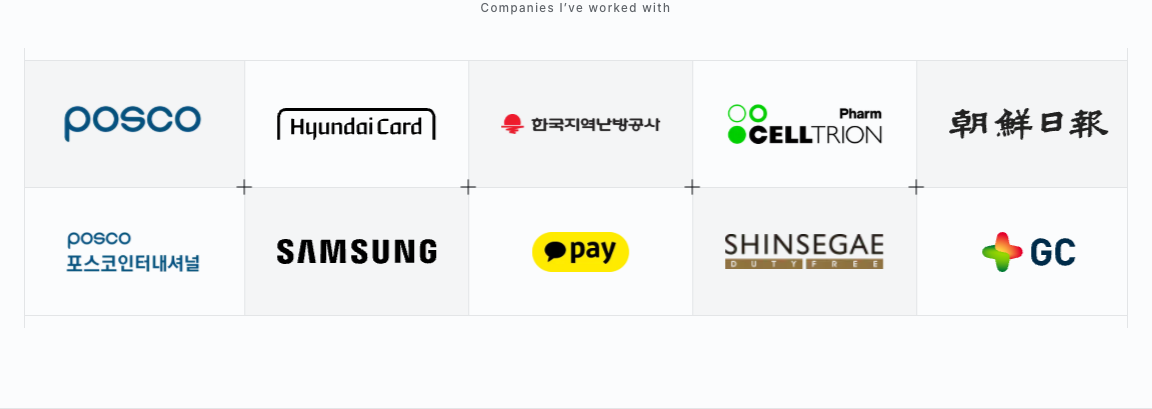 Companies I’ve worked with
posco
Hyundai Card
한국지역난방공사
Pharm
CELLTRION
朝鮮日報
posco
포스코인터내셔널
SAMSUNG
pay
SHINSEGAE
DUTY FREE
GC